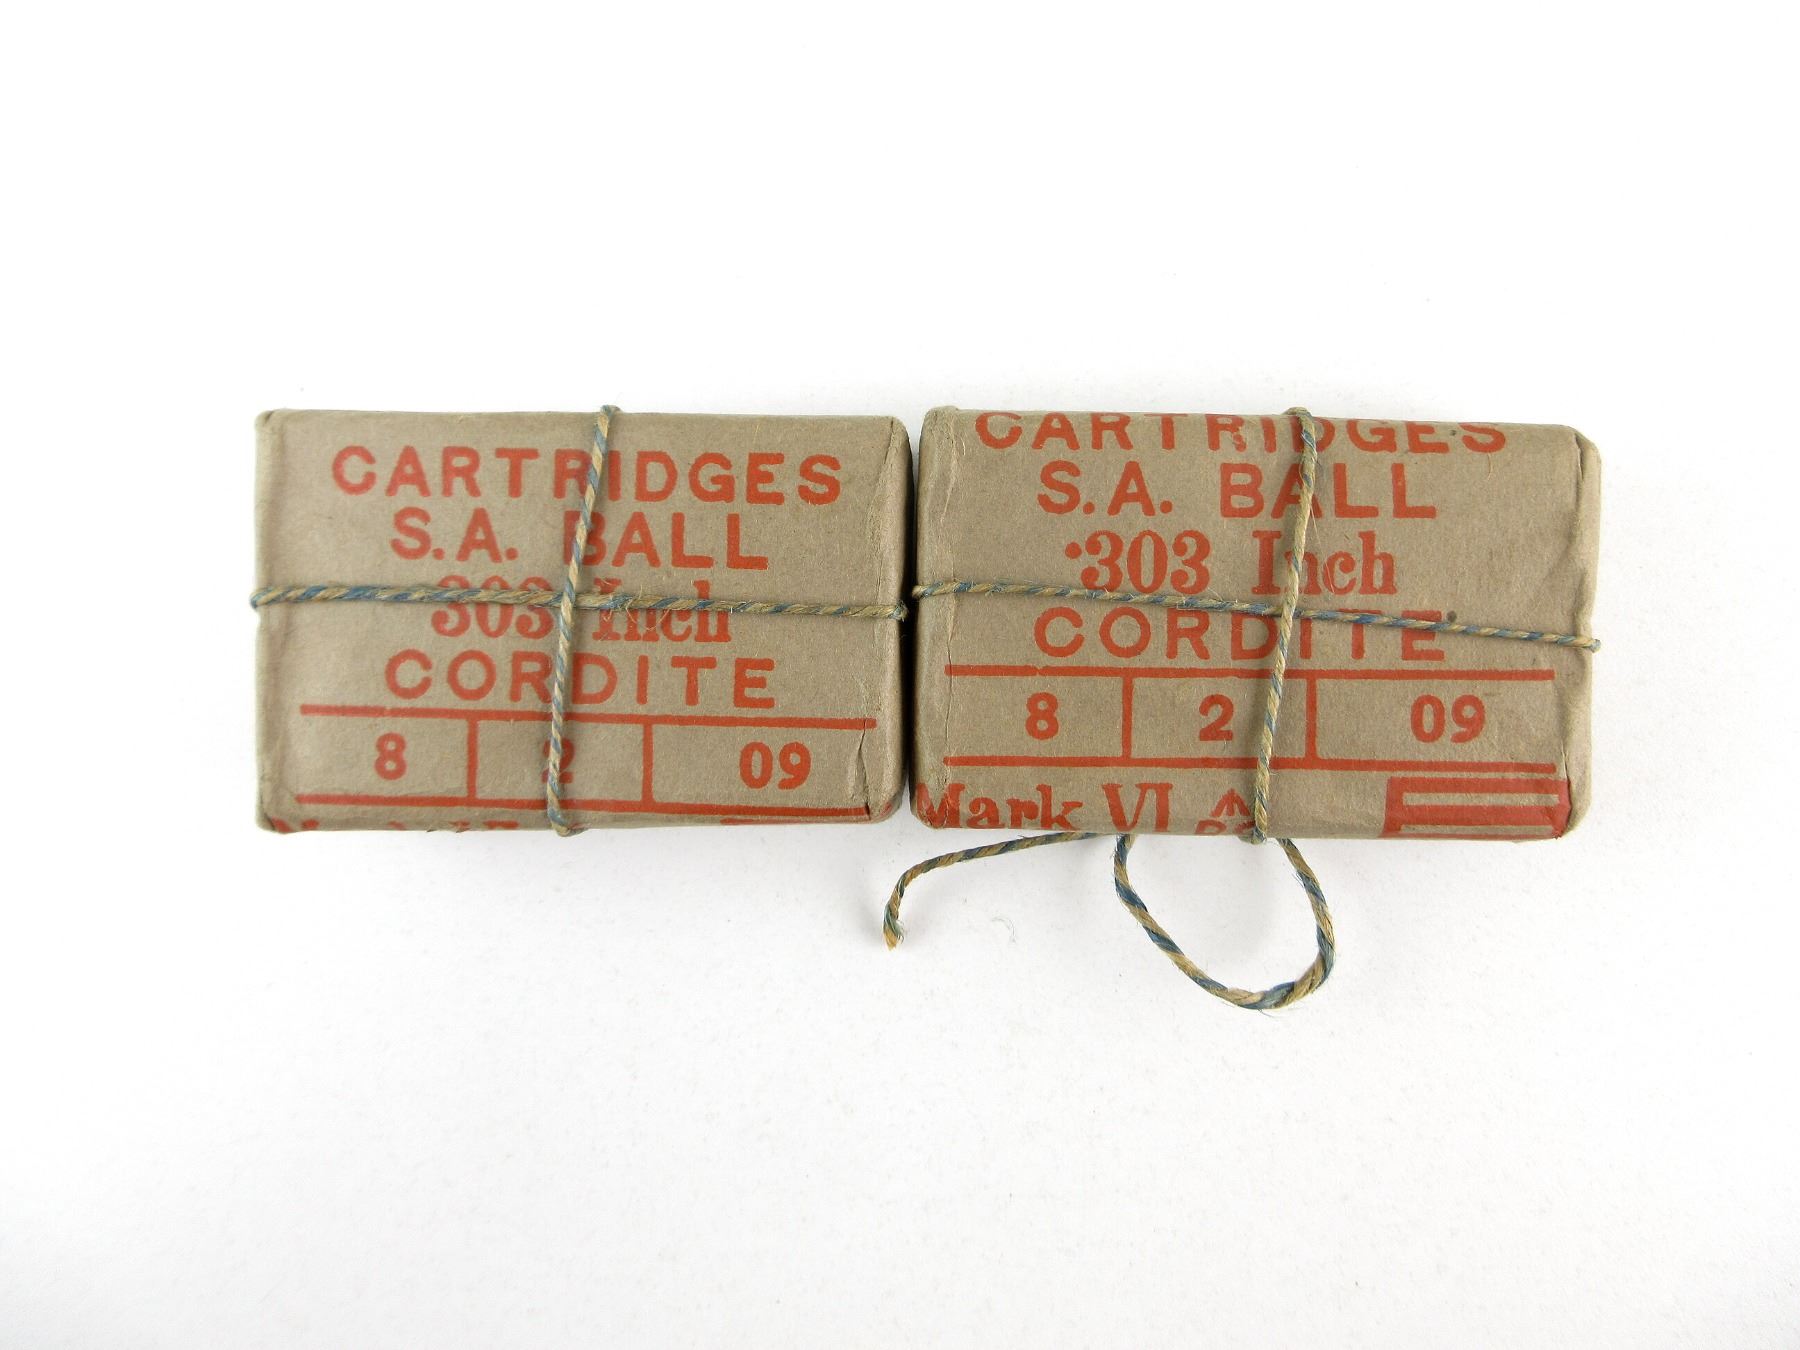 CARTRIDGES
S.A. BALL
303 Inch
CORDITE
8 2 09
CARTRIDGES
S.A. BALL
·303 Inch
CORDITE
8 2 09
Mark VI